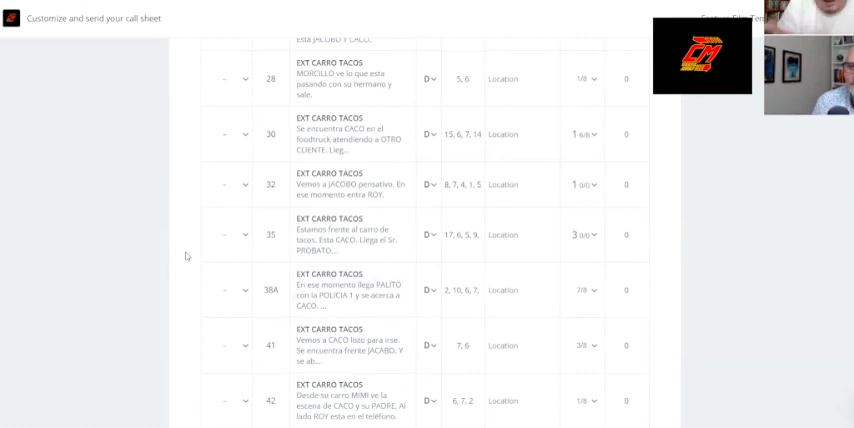 Customize and send your call sheet
Está JACOBO Y CACO.
EXT CARRO TACOS
– 28 MORCILLO ve lo que esta D 5, 6 Location 1/8 0
pasando con su hermano y
sale.
EXT CARRO TACOS
– 30 Se encuentra CACO en el D 15, 6, 7, 14 Location 1 6/8 0
foodtruck atendiendo a OTRO
CLIENTE. Lleg...
EXT CARRO TACOS
– 32 Vemos a JACOBO pensativo. En D 8, 7, 4, 1, 5 Location 1 0/0 0
ese momento entra ROY.
EXT CARRO TACOS
– 35 Estamos frente al carro de D 17, 6, 5, 9, Location 3 0/0 0
tacos. Esta CACO. Llega el Sr.
PROBATO...
EXT CARRO TACOS
– 38A En ese momento llega PALITO D 2, 10, 6, 7, Location 7/8 0
con la POLICIA 1 y se acerca a
CACO. ...
EXT CARRO TACOS
– 41 Vemos a CACO listo para irse. D 7, 6 Location 3/8 0
Se encuentra frente JACABO. Y
se ab...
EXT CARRO TACOS
– 42 Desde su carro MIMI ve la D 6, 7, 2 Location 1/8 0
escena de CACO y su PADRE. Al
lado ROY esta en el teléfono.
CM